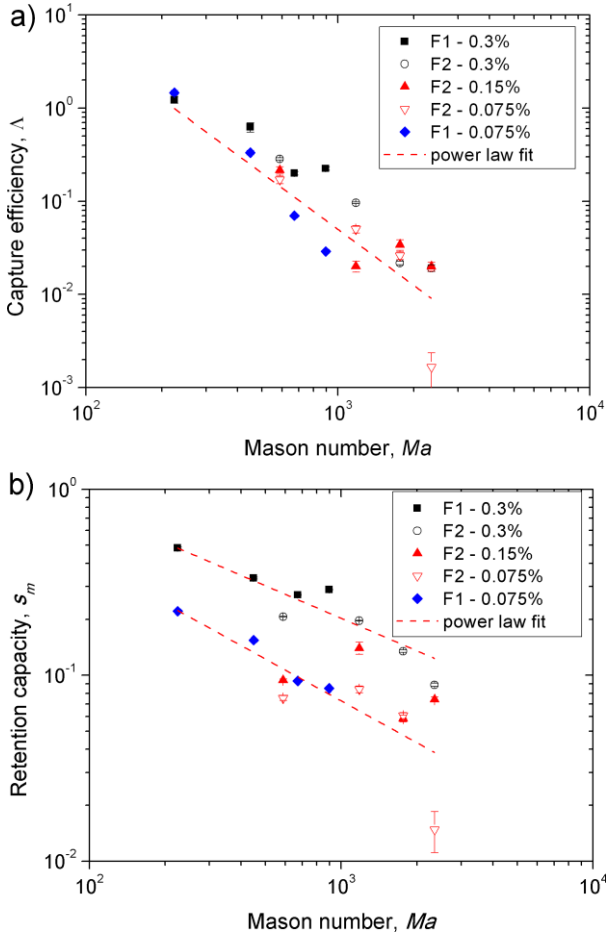 a)
10^1
10^0
10^-1
10^-2
10^-3
10^2
10^3
10^4
Capture efficiency, Λ
Mason number, Ma
F1 - 0.3%
F2 - 0.3%
F2 - 0.15%
F2 - 0.075%
F1 - 0.075%
power law fit
b)
10^0
10^-1
10^-2
10^2
10^3
10^4
Retention capacity, s_m
Mason number, Ma
F1 - 0.3%
F2 - 0.3%
F2 - 0.15%
F2 - 0.075%
F1 - 0.075%
power law fit